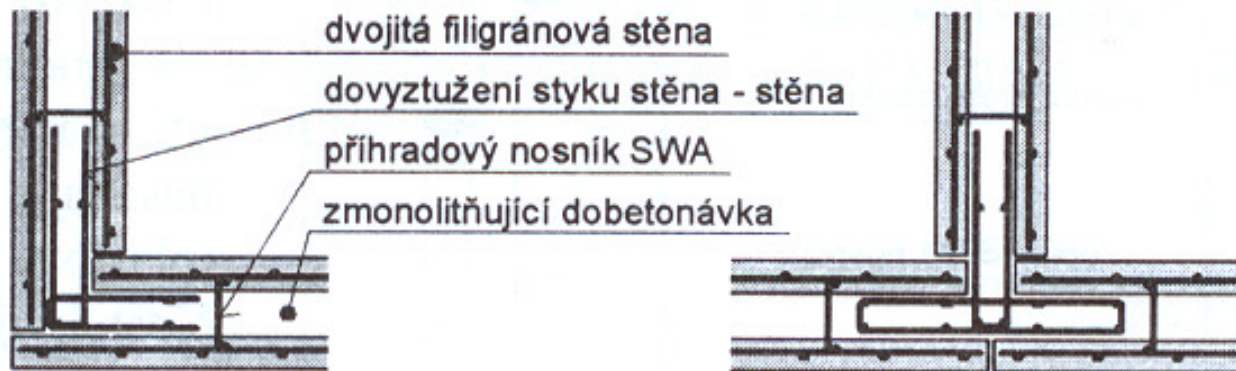 dvojitá filigránová stěna
dovyztužení styku stěna - stěna
příhradový nosník SWA
zmonolitňující dobetonávka